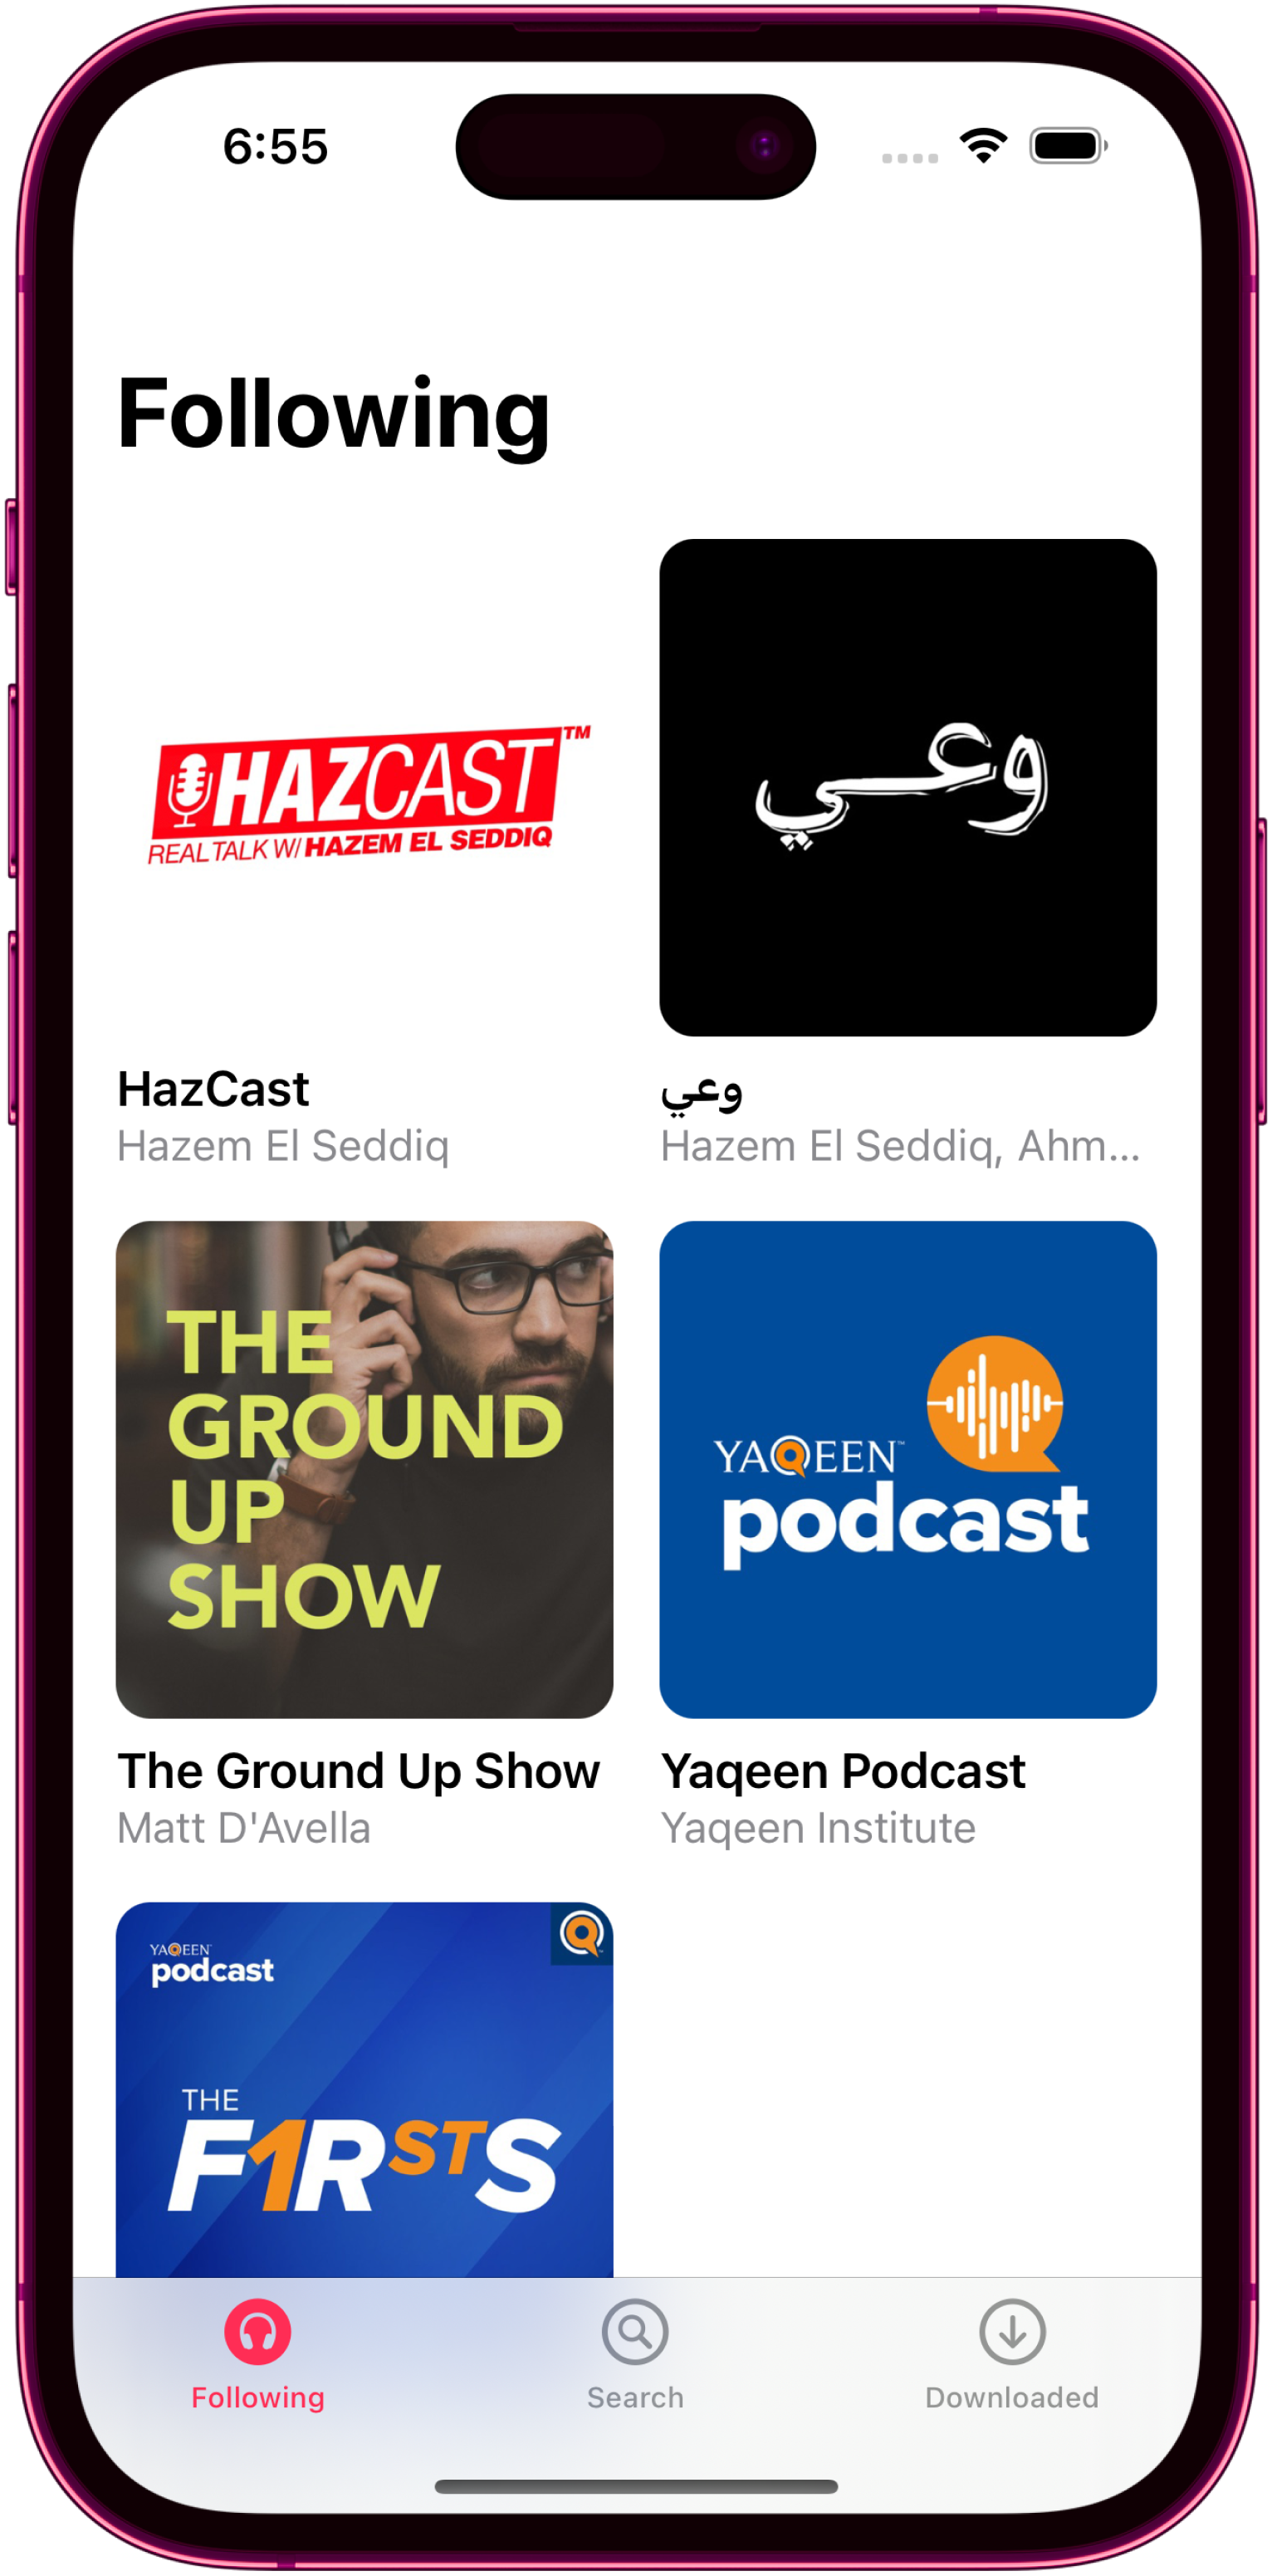 6:55
Following
HAZCAST™
REAL TALK W/ HAZEM EL SEDDIQ
وعي
HazCast
Hazem El Seddiq
وعي
Hazem El Seddiq, Ahm...
THE
GROUND
UP
SHOW
YAQEEN™
podcast
The Ground Up Show
Matt D'Avella
Yaqeen Podcast
Yaqeen Institute
YAQEEN
podcast
THE
F1RSTS
Following
Search
Downloaded